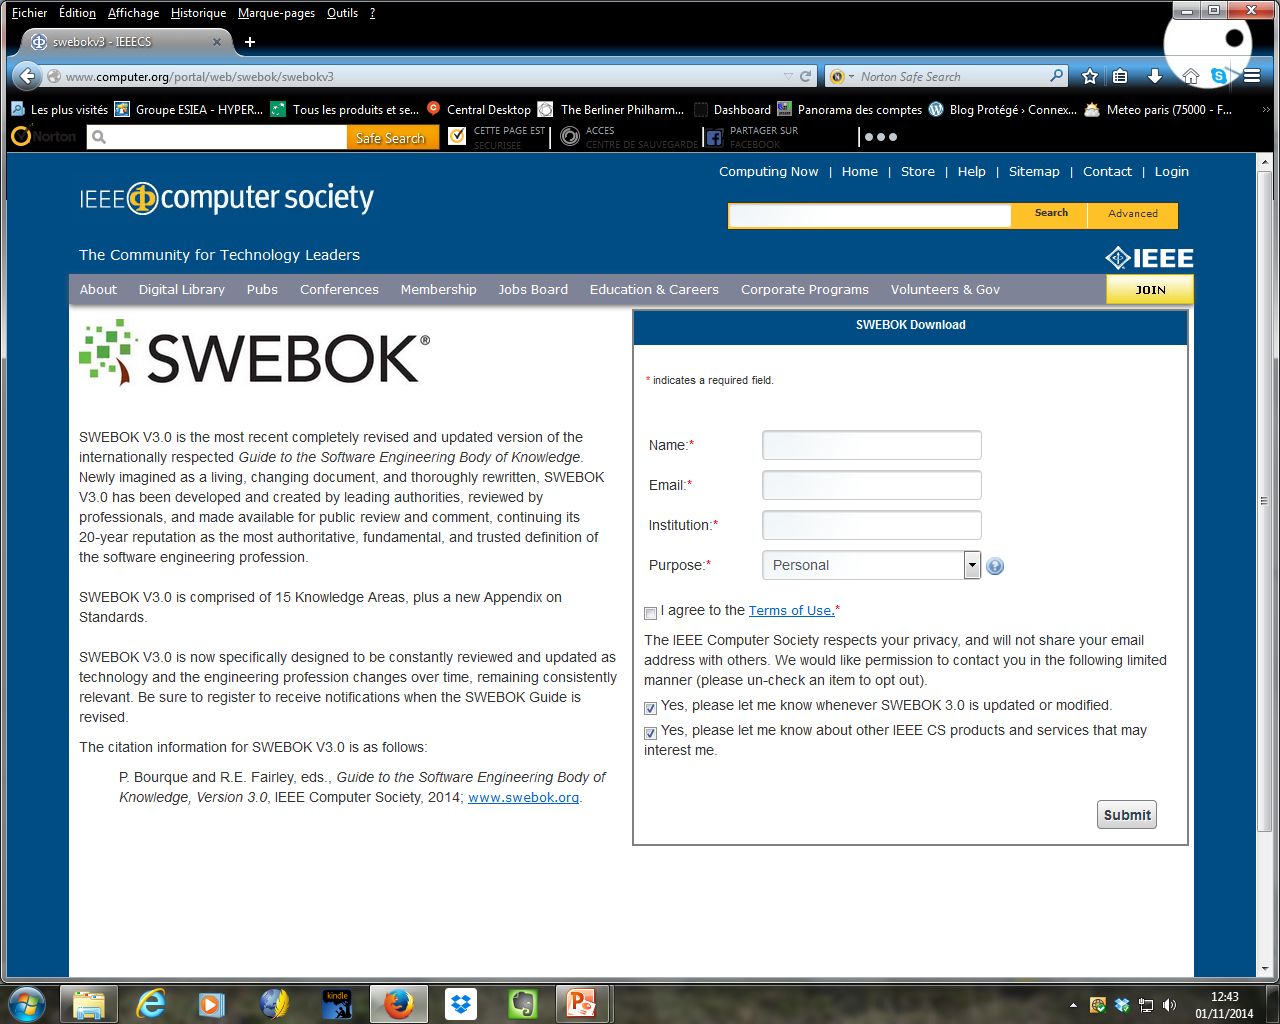 Fichier Édition Affichage Historique Marque-pages Outils ?
swebokv3 - IEEECS
www.computer.org/portal/web/swebok/swebokv3
Norton Safe Search
Les plus visités
Groupe ESIEA - HYPER...
Tous les produits et se...
Central Desktop
The Berliner Philharm...
Dashboard
Panorama des comptes
Blog Protégé › Connex...
Meteo paris (75000 - F...
Norton
Safe Search
CETTE PAGE EST
SECURISEE
ACCES
CENTRE DE SAUVEGARDE
PARTAGER SUR
FACEBOOK
Computing Now | Home | Store | Help | Sitemap | Contact | Login
IEEE computer society
Search
Advanced
The Community for Technology Leaders
IEEE
About Digital Library Pubs Conferences Membership Jobs Board Education & Careers Corporate Programs Volunteers & Gov
JOIN
SWEBOK®
SWEBOK V3.0 is the most recent completely revised and updated version of the
internationally respected Guide to the Software Engineering Body of Knowledge.
Newly imagined as a living, changing document, and thoroughly rewritten, SWEBOK
V3.0 has been developed and created by leading authorities, reviewed by
professionals, and made available for public review and comment, continuing its
20-year reputation as the most authoritative, fundamental, and trusted definition of
the software engineering profession.
SWEBOK V3.0 is comprised of 15 Knowledge Areas, plus a new Appendix on
Standards.
SWEBOK V3.0 is now specifically designed to be constantly reviewed and updated as
technology and the engineering profession changes over time, remaining consistently
relevant. Be sure to register to receive notifications when the SWEBOK Guide is
revised.
The citation information for SWEBOK V3.0 is as follows:
P. Bourque and R.E. Fairley, eds., Guide to the Software Engineering Body of
Knowledge, Version 3.0, IEEE Computer Society, 2014; www.swebok.org.
SWEBOK Download
* indicates a required field.
Name:*
Email:*
Institution:*
Purpose:* Personal
I agree to the Terms of Use.*
The IEEE Computer Society respects your privacy, and will not share your email
address with others. We would like permission to contact you in the following limited
manner (please un-check an item to opt out).
Yes, please let me know whenever SWEBOK 3.0 is updated or modified.
Yes, please let me know about other IEEE CS products and services that may
interest me.
Submit
kindle
12:43
01/11/2014